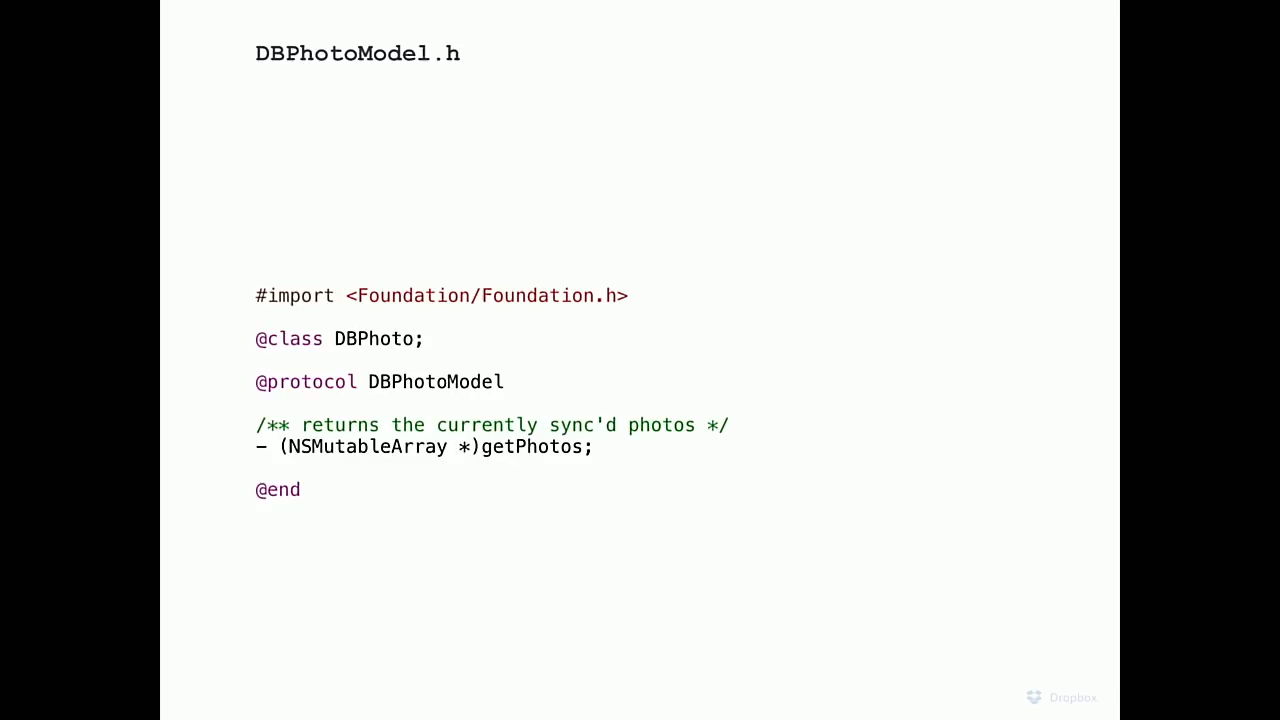 DBPhotoModel.h
#import <Foundation/Foundation.h>
@class DBPhoto;
@protocol DBPhotoModel
/** returns the currently sync'd photos */
- (NSMutableArray *)getPhotos;
@end
Dropbox